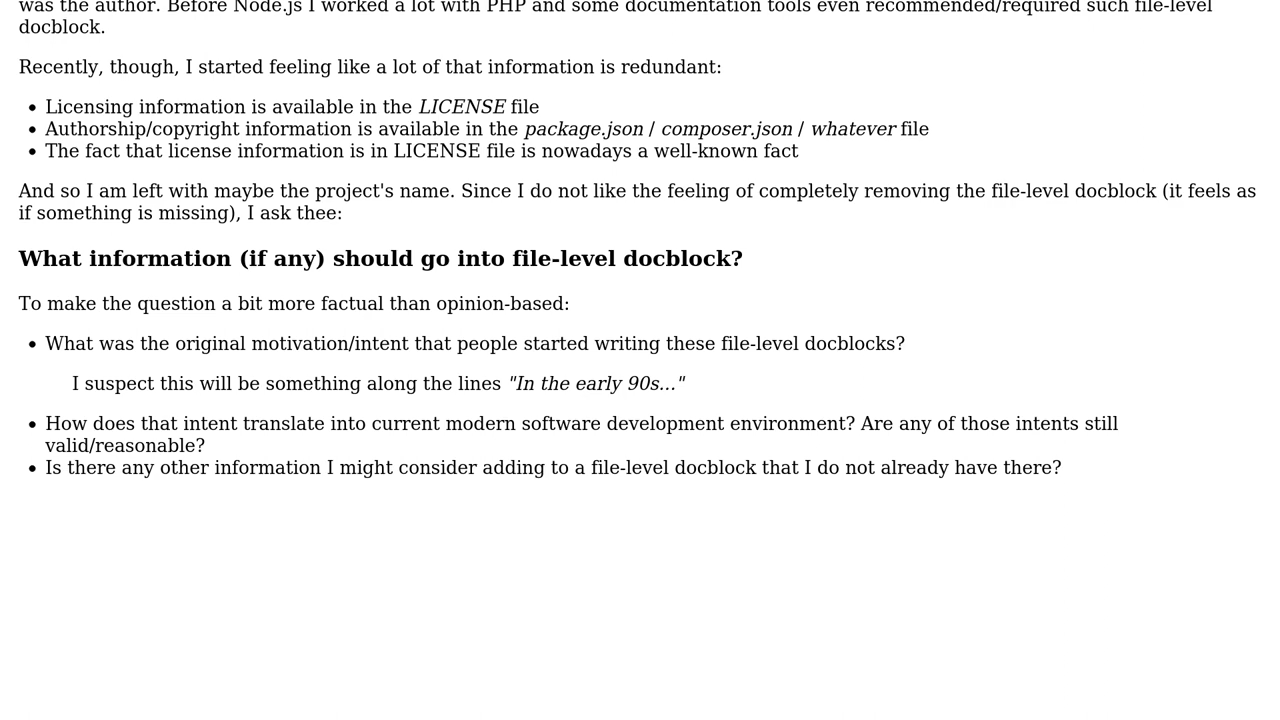 was the author. Before Node.js I worked a lot with PHP and some documentation tools even recommended/required such file-level
docblock.
Recently, though, I started feeling like a lot of that information is redundant:
• Licensing information is available in the LICENSE file
• Authorship/copyright information is available in the package.json / composer.json / whatever file
• The fact that license information is in LICENSE file is nowadays a well-known fact
And so I am left with maybe the project's name. Since I do not like the feeling of completely removing the file-level docblock (it feels as
if something is missing), I ask thee:
What information (if any) should go into file-level docblock?
To make the question a bit more factual than opinion-based:
• What was the original motivation/intent that people started writing these file-level docblocks?
I suspect this will be something along the lines "In the early 90s..."
• How does that intent translate into current modern software development environment? Are any of those intents still
valid/reasonable?
• Is there any other information I might consider adding to a file-level docblock that I do not already have there?